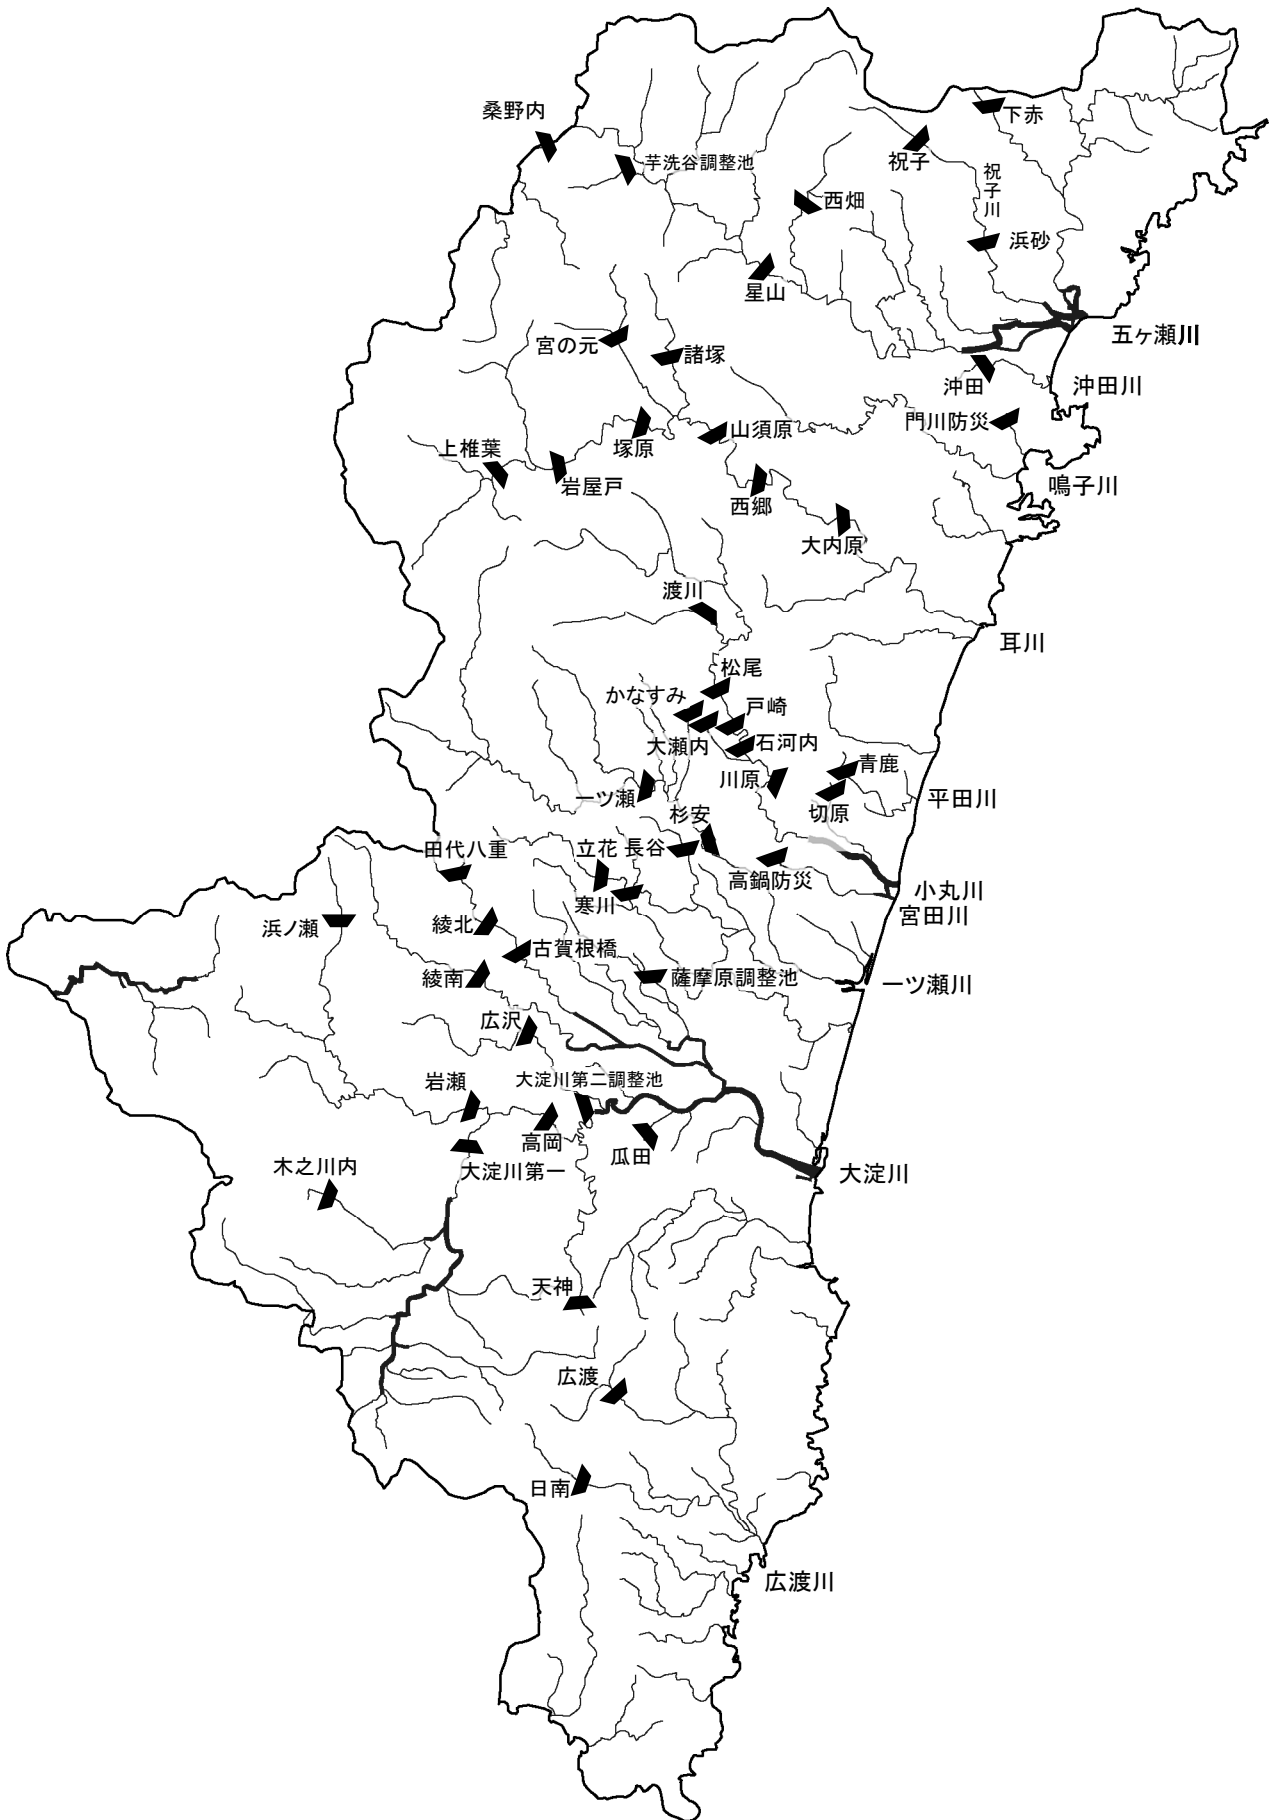 桑野内
下赤
芋洗谷調整池
祝子
祝子川
西畑
浜砂
星山
五ヶ瀬川
宮の元
諸塚
沖田
沖田川
門川防災
山須原
塚原
上椎葉
岩屋戸
鳴子川
西郷
大内原
渡川
耳川
松尾
かなすみ
戸崎
大瀬内
石河内
青鹿
川原
一ツ瀬
平田川
切原
杉安
田代八重
立花
長谷
高鍋防災
小丸川
寒川
宮田川
浜ノ瀬
綾北
古賀根橋
綾南
薩摩原調整池
一ツ瀬川
広沢
岩瀬
大淀川第二調整池
高岡
瓜田
木之川内
大淀川第一
大淀川
天神
広渡
日南
広渡川